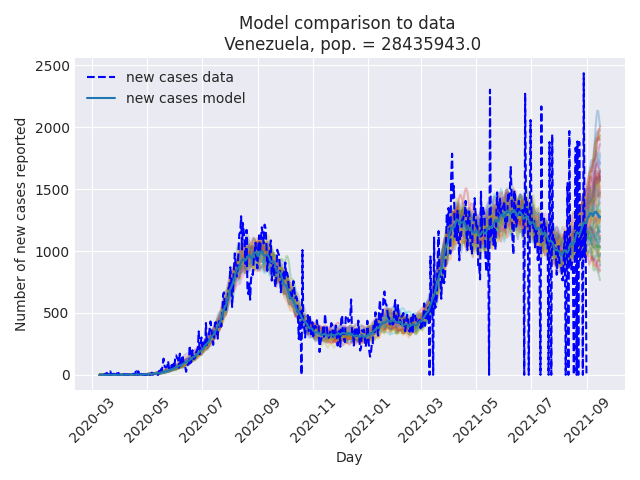 Model comparison to data
Venezuela, pop. = 28435943.0
new cases data
new cases model
Number of new cases reported
2500
2000
1500
1000
500
0
2020-03
2020-05
2020-07
2020-09
2020-11
2021-01
2021-03
2021-05
2021-07
2021-09
Day